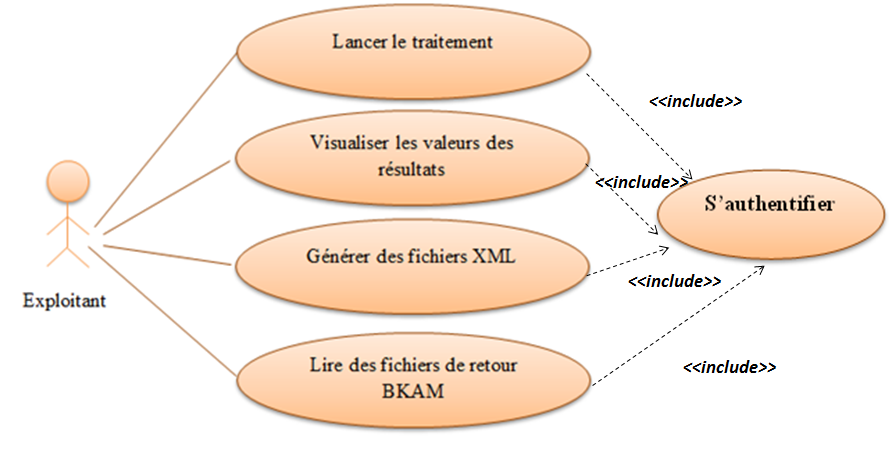 Lancer le traitement
<<include>>
Visualiser les valeurs des
résultats
<<include>>
S'authentifier
Générer des fichiers XML
<<include>>
Exploitant
Lire des fichiers de retour
BKAM
<<include>>